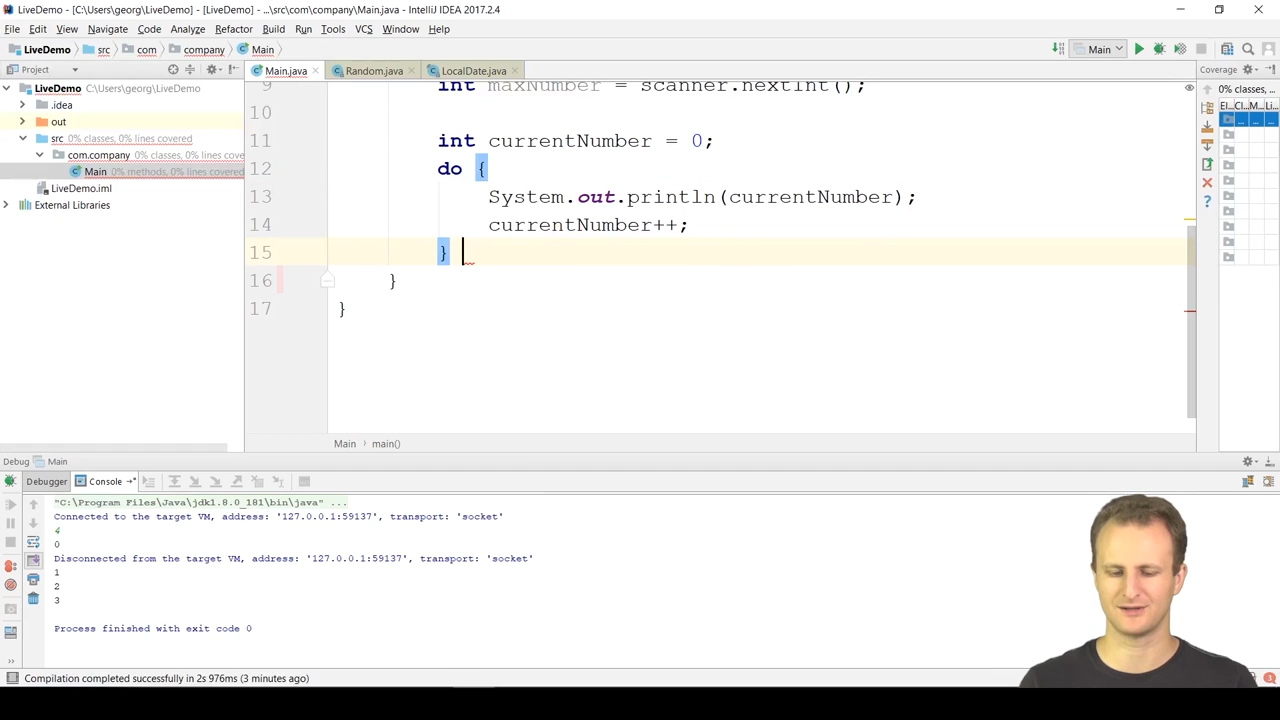 LiveDemo - [C:\Users\georg\LiveDemo] - [LiveDemo] - ...\src\com\company\Main.java - IntelliJ IDEA 2017.2.4
File Edit View Navigate Code Analyze Refactor Build Run Tools VCS Window Help
LiveDemo src com company Main
Main
Project
Main.java Random.java LocalDate.java
Coverage
LiveDemo C:\Users\georg\LiveDemo
.idea
out
src 0% classes, 0% lines covered
com.company 0% classes, 0% lines cove
Main 0% methods, 0% lines covered
LiveDemo.iml
External Libraries
9 int maxNumber = scanner.nextInt();
10
11 int currentNumber = 0;
12 do {
13 System.out.println(currentNumber);
14 currentNumber++;
15 }
16 }
17 }
0% classes, ...
El... Cl... M... Li...
... ... ...
Main main()
Debug Main
Debugger Console
"C:\Program Files\Java\jdk1.8.0_181\bin\java" ...
Connected to the target VM, address: '127.0.0.1:59137', transport: 'socket'
4
0
Disconnected from the target VM, address: '127.0.0.1:59137', transport: 'socket'
1
2
3
Process finished with exit code 0
Compilation completed successfully in 2s 976ms (3 minutes ago)
3